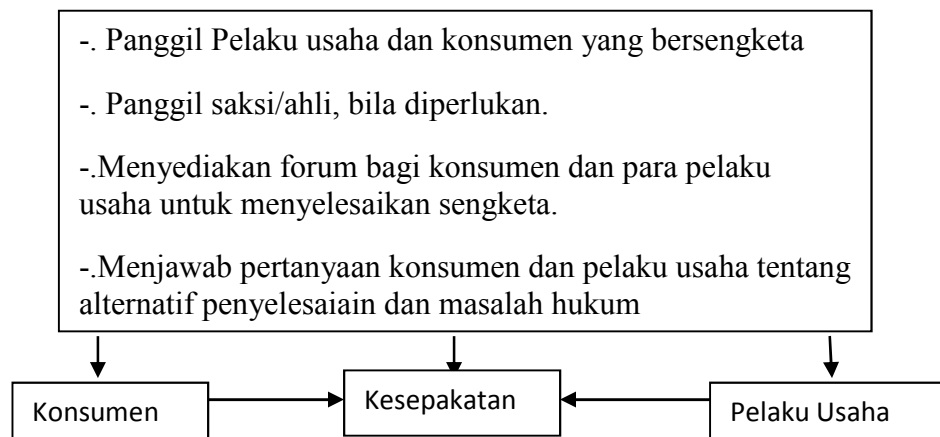 -. Panggil Pelaku usaha dan konsumen yang bersengketa
-. Panggil saksi/ahli, bila diperlukan.
-.Menyediakan forum bagi konsumen dan para pelaku
usaha untuk menyelesaikan sengketa.
-.Menjawab pertanyaan konsumen dan pelaku usaha tentang
alternatif penyelesaiain dan masalah hukum
Konsumen
Kesepakatan
Pelaku Usaha